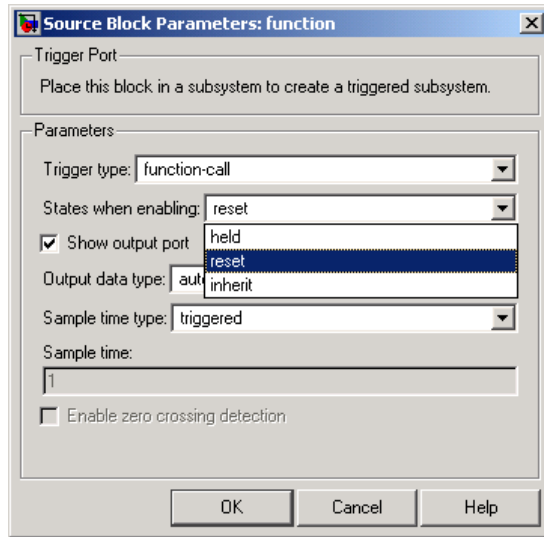 Source Block Parameters: function
Trigger Port
Place this block in a subsystem to create a triggered subsystem.
Parameters
Trigger type: function-call
States when enabling: reset
held
Show output port
reset
Output data type:
inherit
Sample time type: triggered
Sample time:
1
Enable zero crossing detection
OK Cancel Help